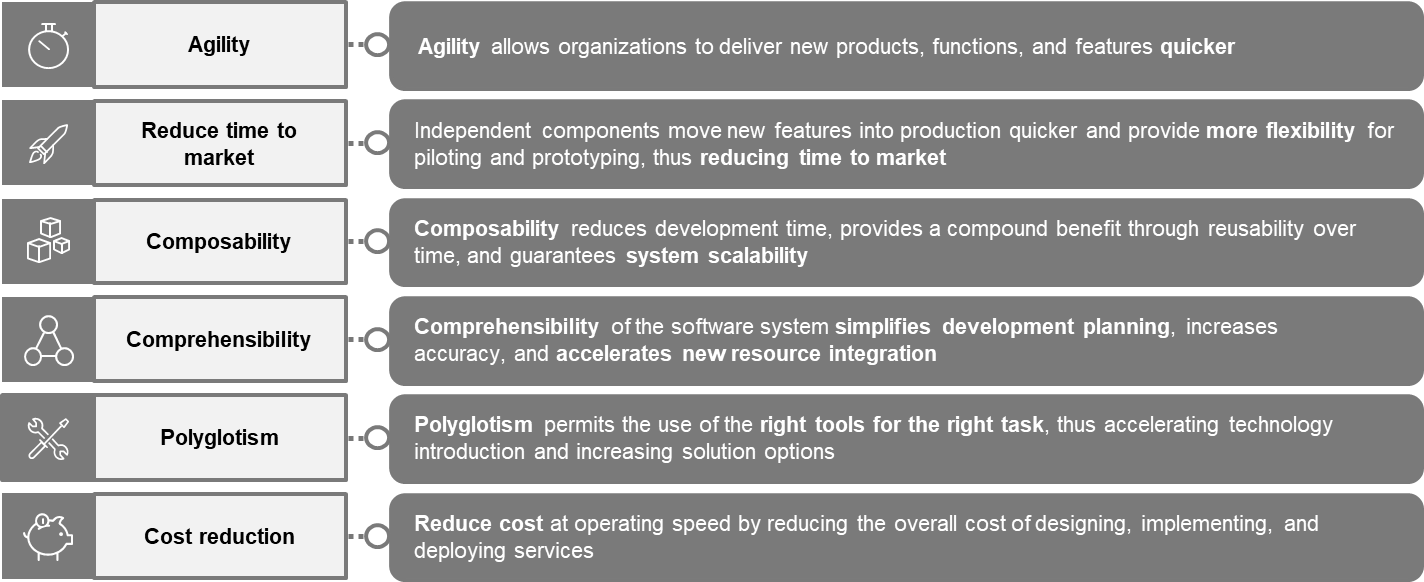 Agility
Agility allows organizations to deliver new products, functions, and features quicker
Reduce time to
market
Independent components move new features into production quicker and provide more flexibility for
piloting and prototyping, thus reducing time to market
Composability
Composability reduces development time, provides a compound benefit through reusability over
time, and guarantees system scalability
Comprehensibility
Comprehensibility of the software system simplifies development planning, increases
accuracy, and accelerates new resource integration
Polyglotism
Polyglotism permits the use of the right tools for the right task, thus accelerating technology
introduction and increasing solution options
Cost reduction
Reduce cost at operating speed by reducing the overall cost of designing, implementing, and
deploying services